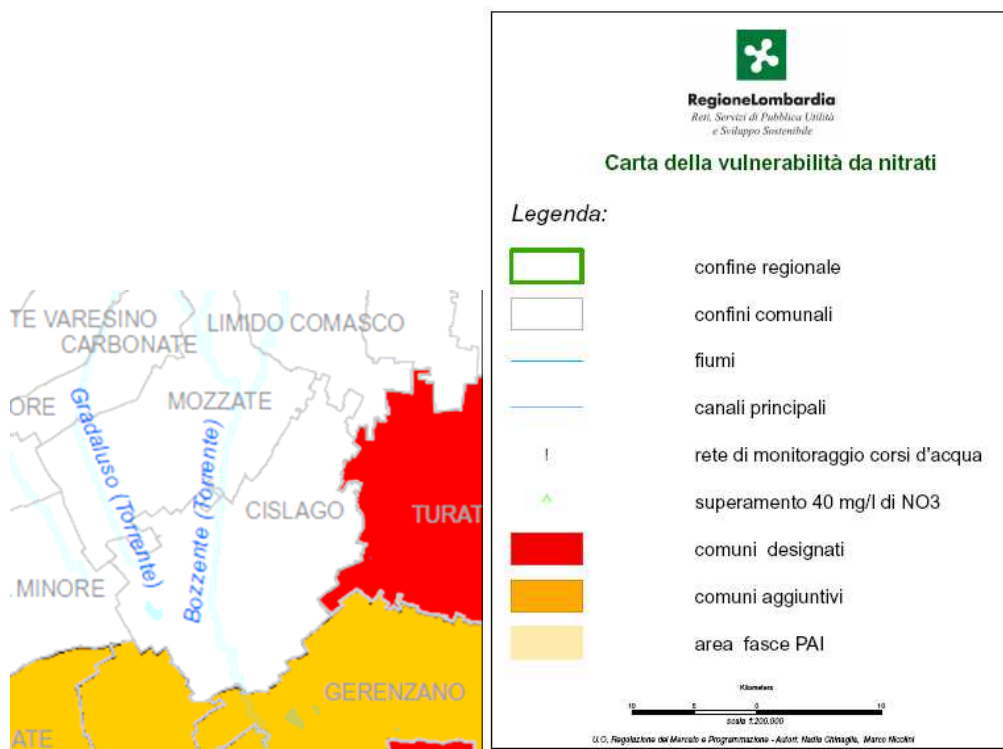 TE VARESINO
LIMIDO COMASCO
CARBONATE
ORE
MOZZATE
Gradaluso (Torrente)
Bozzente (Torrente)
CISLAGO
TURAT
MINORE
GERENZANO
ATE
RegioneLombardia
Reti, Servizi di Pubblica Utilità
e Sviluppo Sostenibile
Carta della vulnerabilità da nitrati
Legenda:
confine regionale
confini comunali
fiumi
canali principali
! rete di monitoraggio corsi d'acqua
^ superamento 40 mg/l di NO3
comuni designati
comuni aggiuntivi
area fasce PAI
Kilometers
10 5 0 10
scala 1:200.000
U.O. Regolazione del Mercato e Programmazione - Autori: Nadia Chinaglia, Marco Nicolini